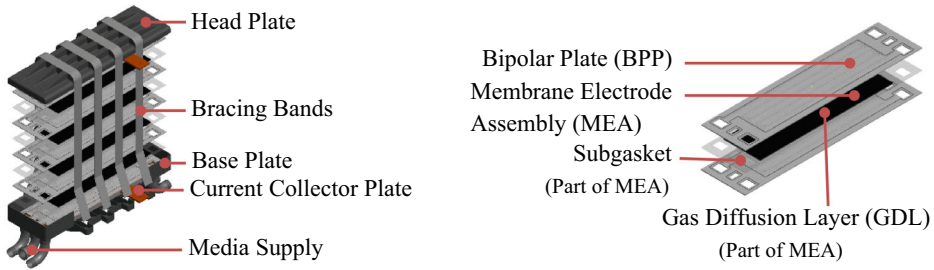 Head Plate
Bracing Bands
Base Plate
Current Collector Plate
Media Supply
Bipolar Plate (BPP)
Membrane Electrode
Assembly (MEA)
Subgasket
(Part of MEA)
Gas Diffusion Layer (GDL)
(Part of MEA)